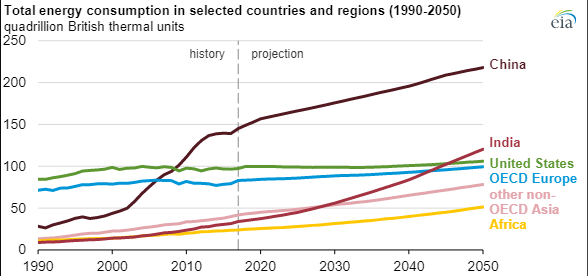 Total energy consumption in selected countries and regions (1990-2050)
quadrillion British thermal units
eia
250
200
150
100
50
0
history
projection
China
India
United States
OECD Europe
other non-
OECD Asia
Africa
1990
2000
2010
2020
2030
2040
2050